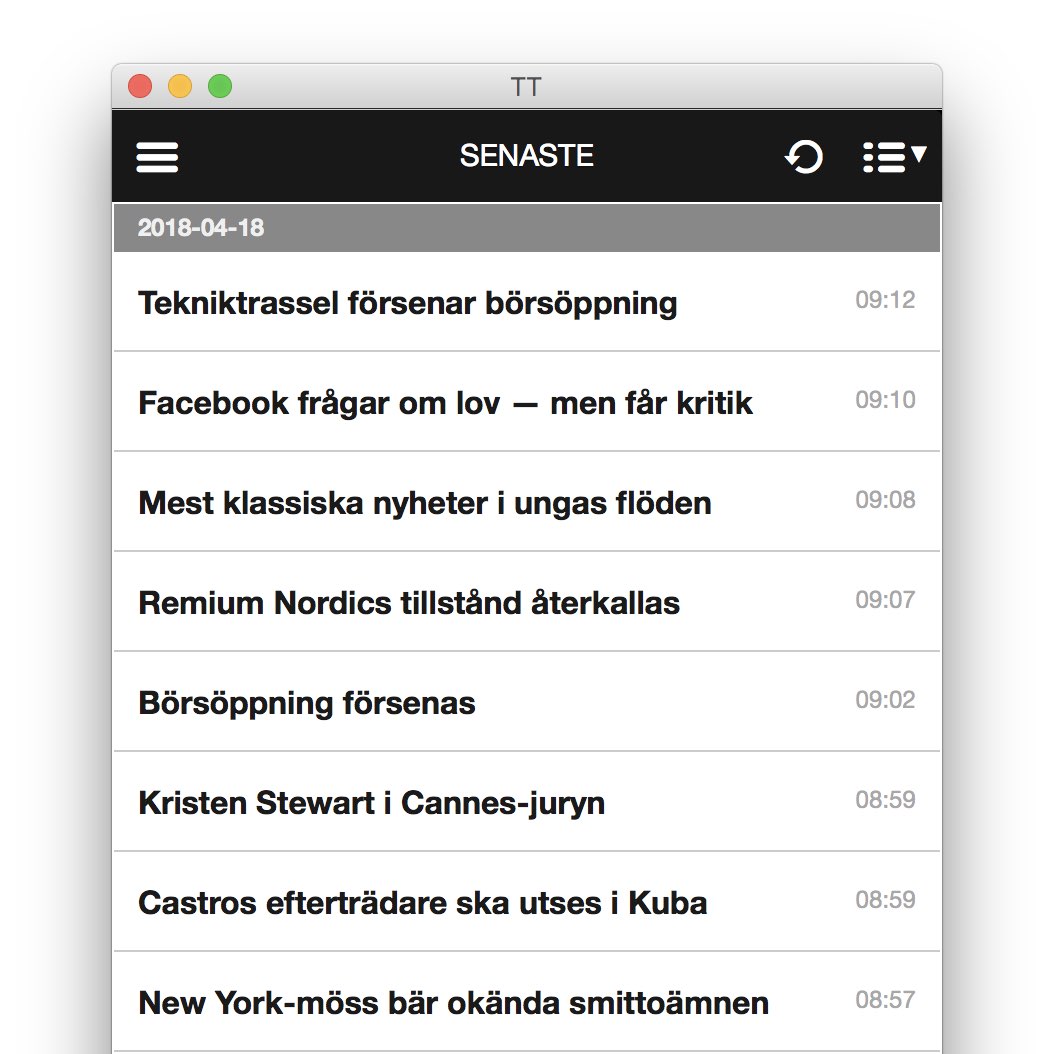 TT
SENASTE
2018-04-18
Tekniktrassel försenar börsöppning 09:12
Facebook frågar om lov — men får kritik 09:10
Mest klassiska nyheter i ungas flöden 09:08
Remium Nordics tillstånd återkallas 09:07
Börsöppning försenas 09:02
Kristen Stewart i Cannes-juryn 08:59
Castros efterträdare ska utses i Kuba 08:59
New York-möss bär okända smittoämnen 08:57